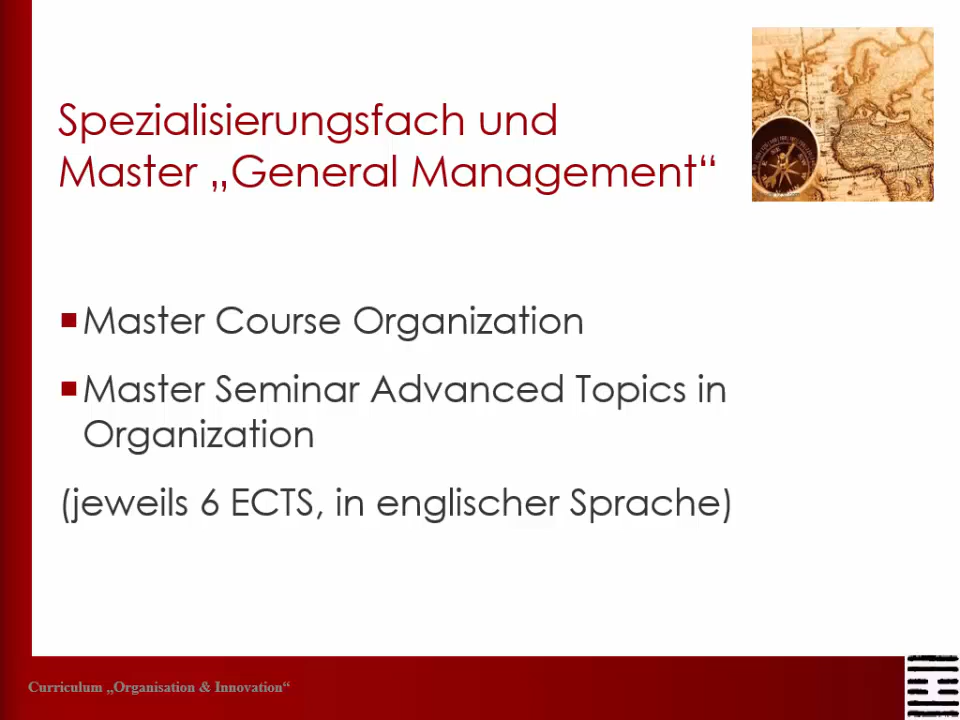 Spezialisierungsfach und
Master „General Management“
Master Course Organization
Master Seminar Advanced Topics in
Organization
(jeweils 6 ECTS, in englischer Sprache)
Curriculum „Organisation & Innovation“